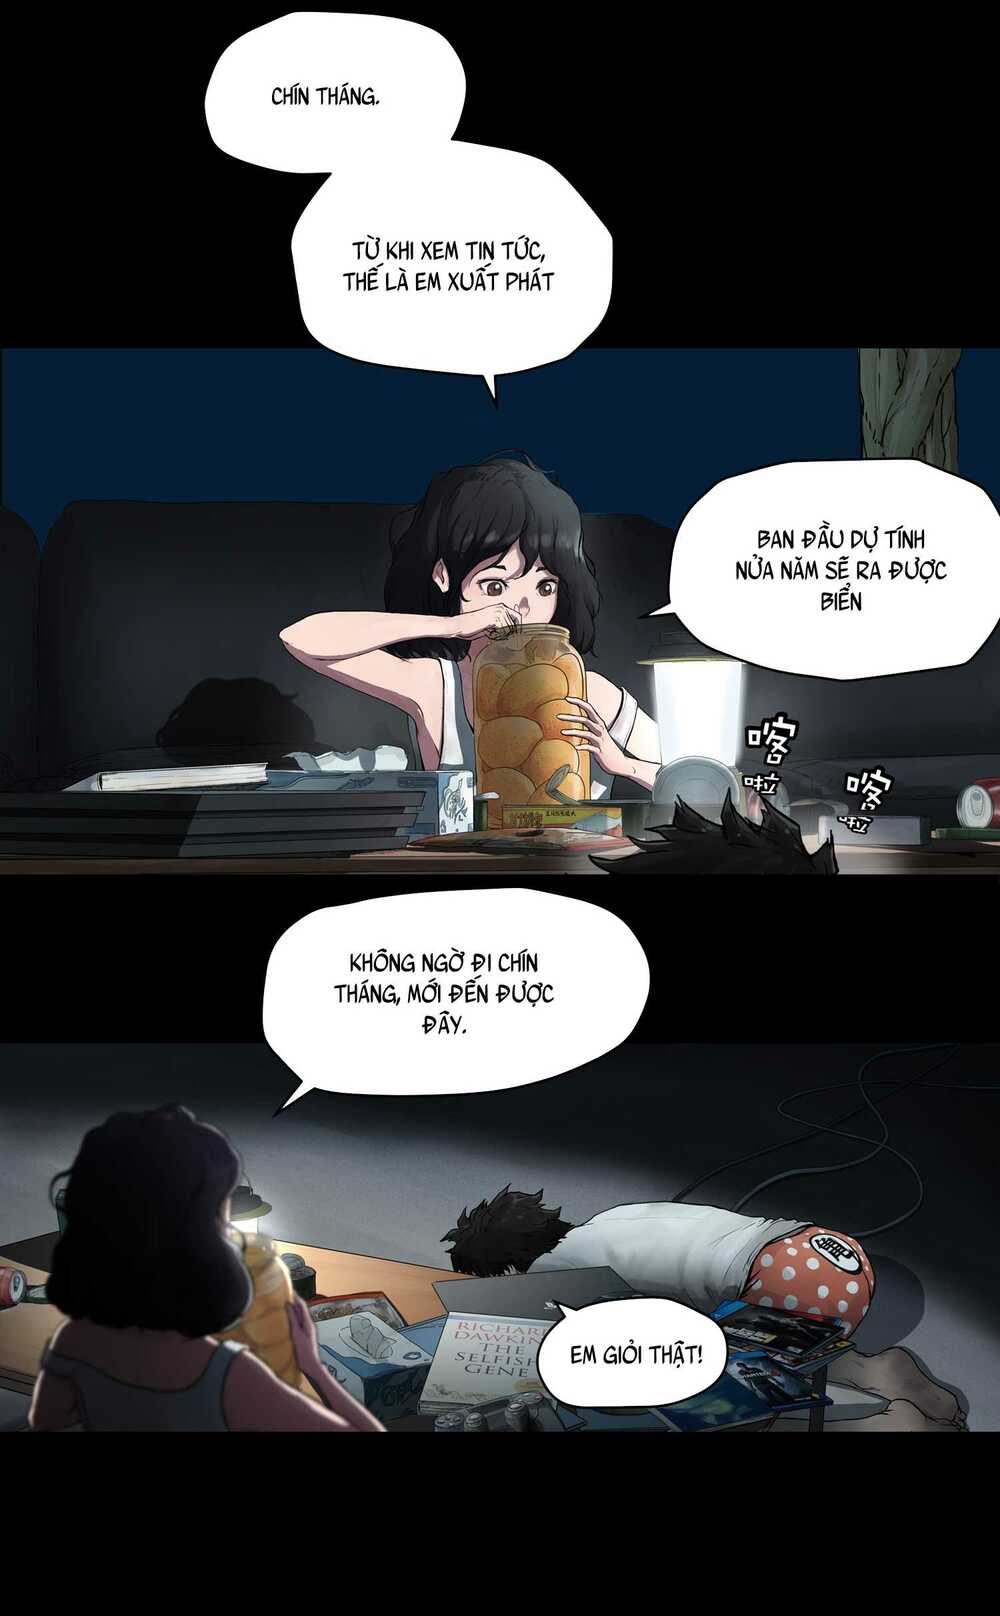 CHÍN THÁNG.
TỪ KHI XEM TIN TỨC,
THẾ LÀ EM XUẤT PHÁT
BAN ĐẦU DỰ TÍNH
NỬA NĂM SẼ RA ĐƯỢC
BIỂN
喀
啦
喀
啦
KHÔNG NGỜ ĐI CHÍN
THÁNG, MỚI ĐẾN ĐƯỢC
ĐÂY.
RICHARD
DAWKIN
THE
SELFISH
GENE
EM GIỎI THẬT!